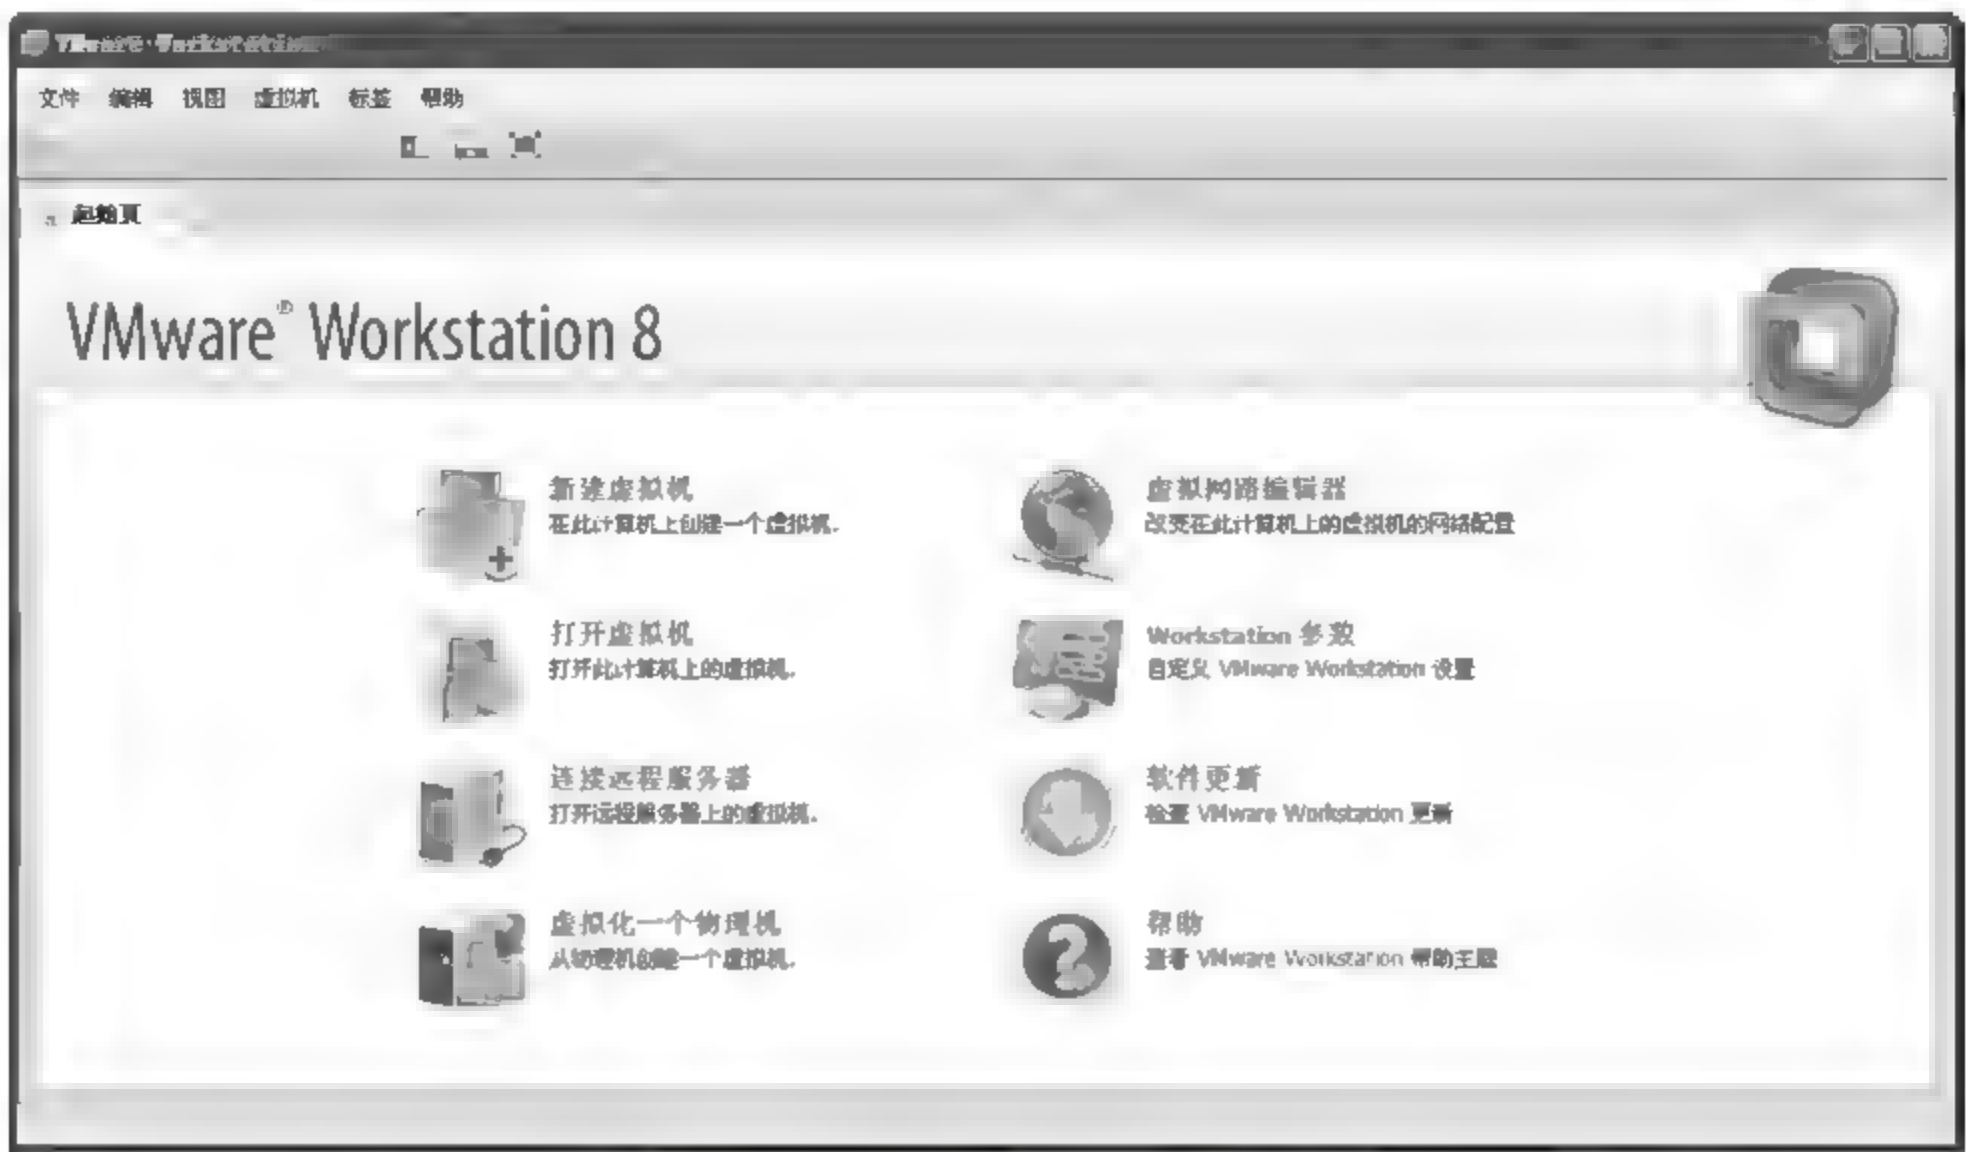 VMware Workstation
文件 编辑 视图 虚拟机 标签 帮助
起始页
VMware® Workstation 8
新建虚拟机
在此计算机上创建一个虚拟机。
虚拟网路编辑器
改变在此计算机上的虚拟机的网络配置
打开虚拟机
打开此计算机上的虚拟机。
Workstation 参数
自定义 VMware Workstation 设置
连接远程服务器
打开远程服务器上的虚拟机。
软件更新
检查 VMware Workstation 更新
虚拟化一个物理机
从物理机创建一个虚拟机。
帮助
查看 VMware Workstation 帮助主题